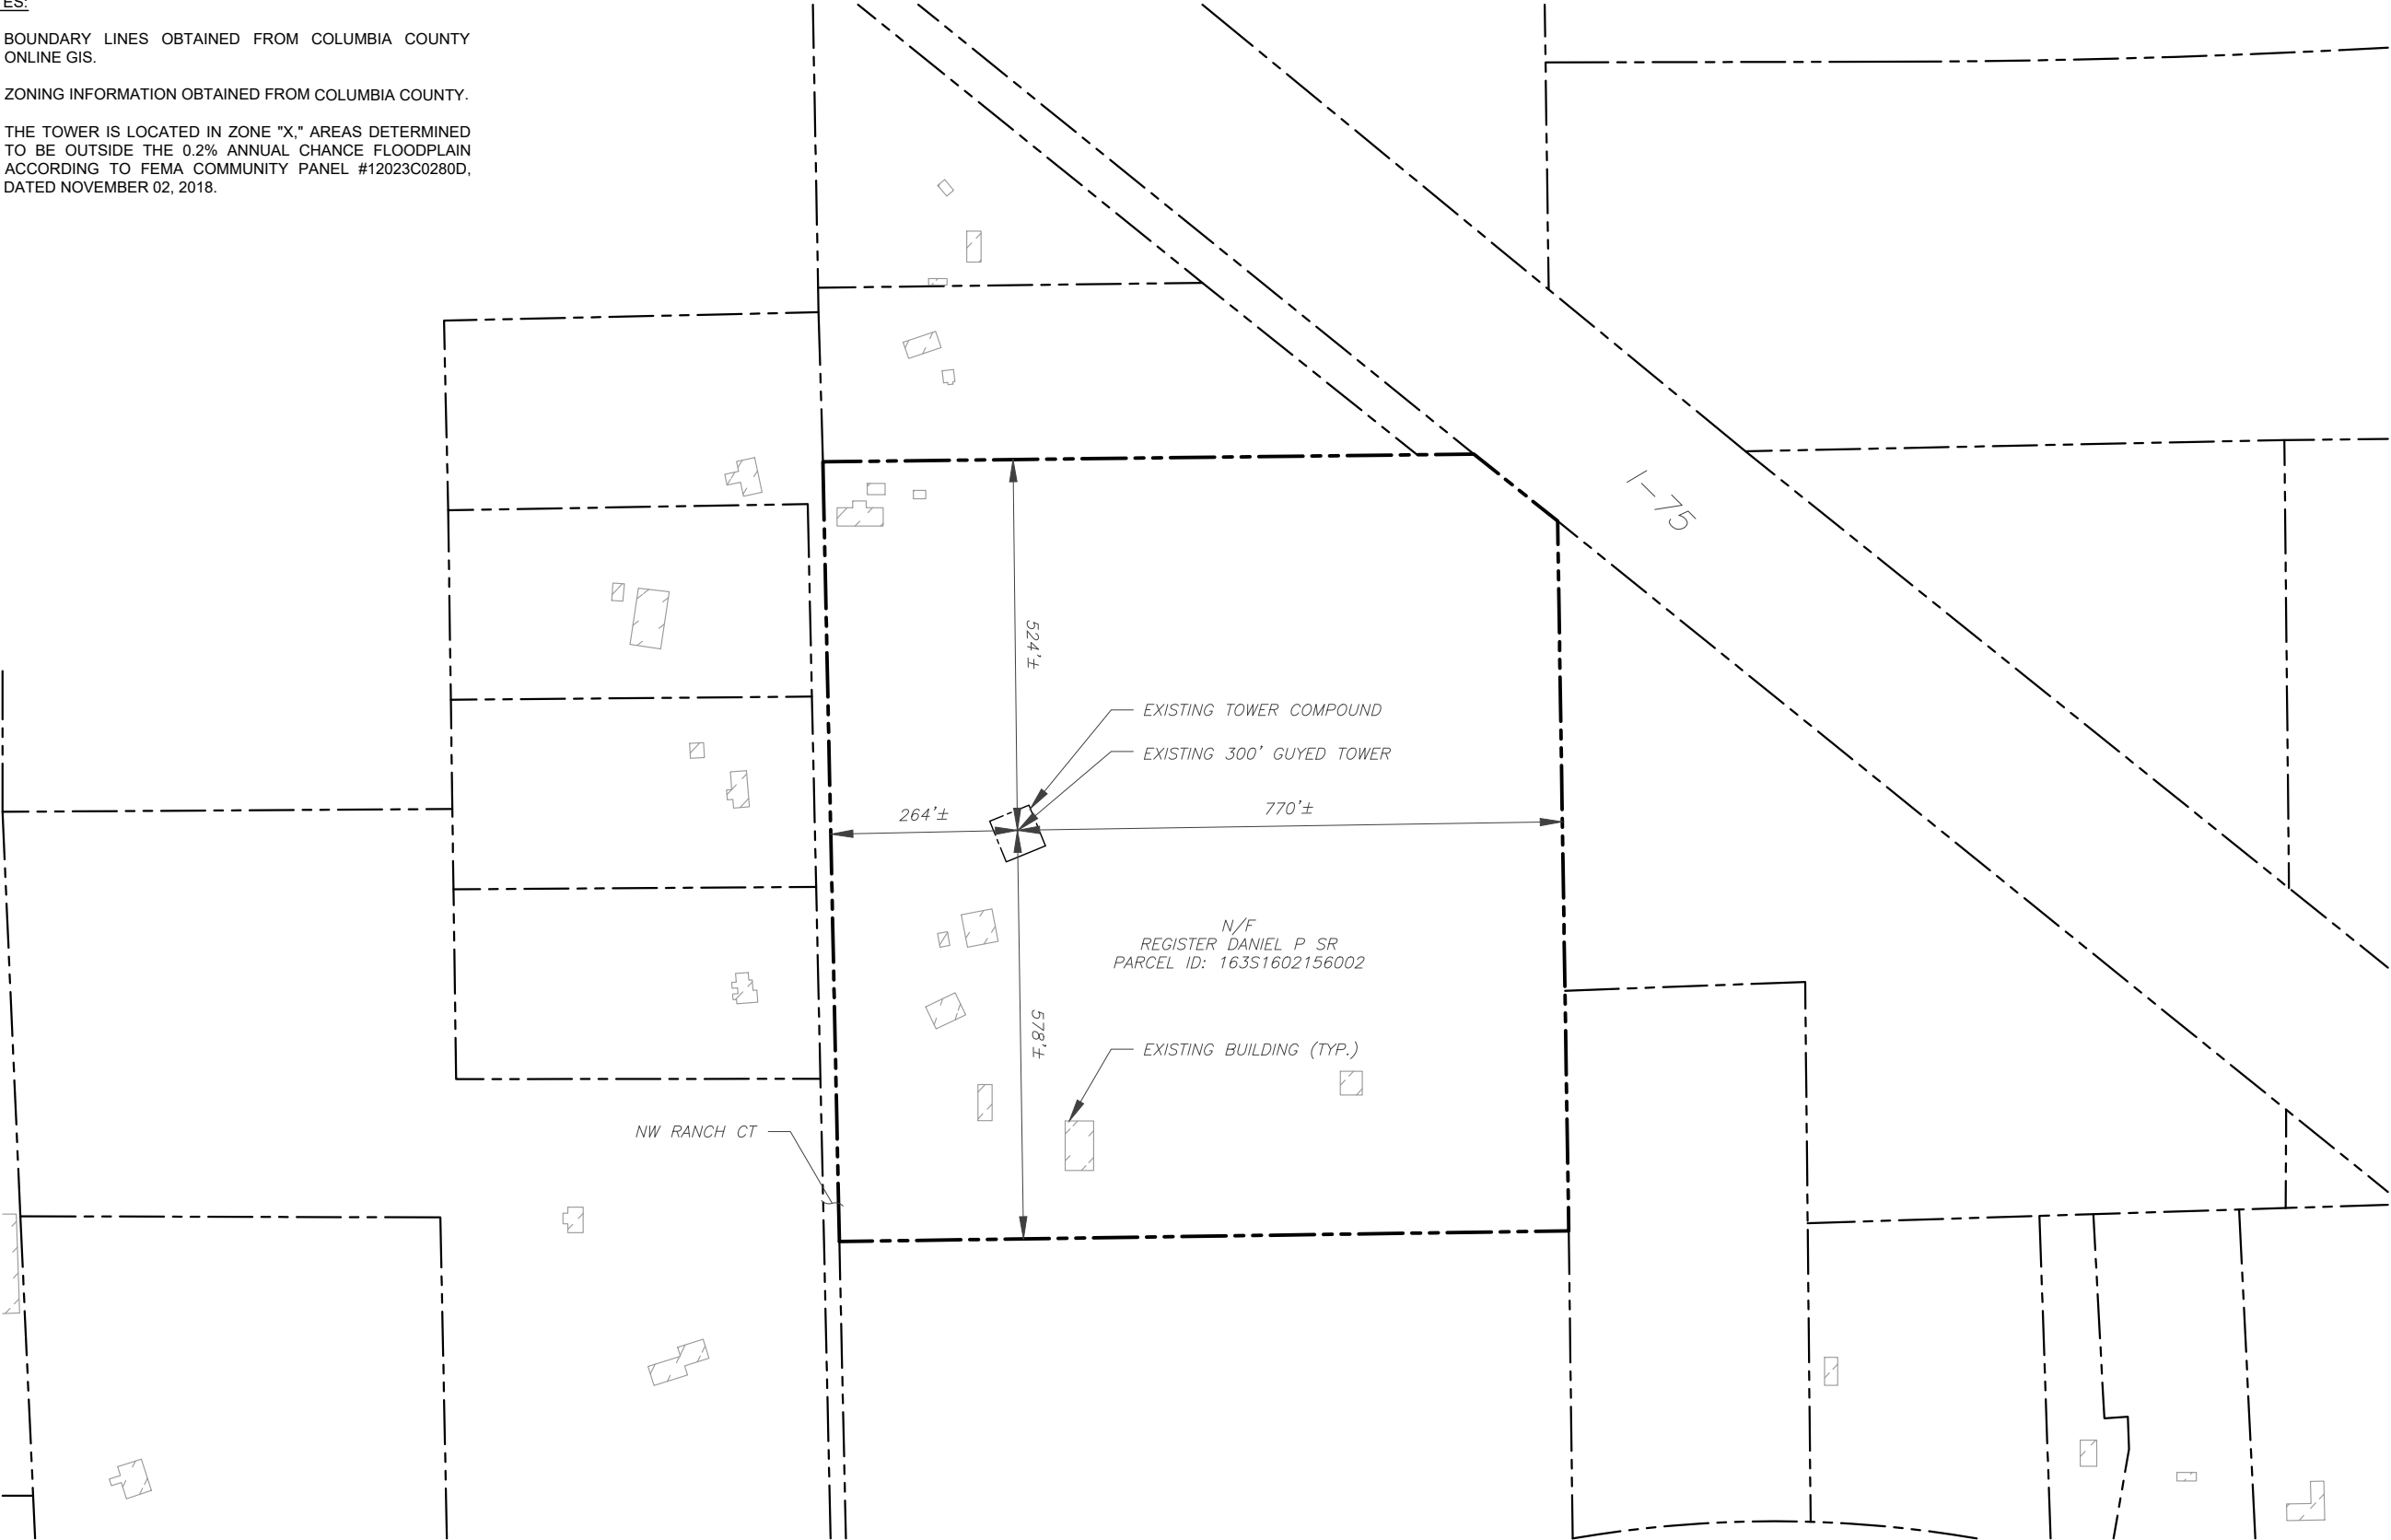 ES:
BOUNDARY LINES OBTAINED FROM COLUMBIA COUNTY
ONLINE GIS.
ZONING INFORMATION OBTAINED FROM COLUMBIA COUNTY.
THE TOWER IS LOCATED IN ZONE "X," AREAS DETERMINED
TO BE OUTSIDE THE 0.2% ANNUAL CHANCE FLOODPLAIN
ACCORDING TO FEMA COMMUNITY PANEL #12023C0280D,
DATED NOVEMBER 02, 2018.
I-75
524'±
EXISTING TOWER COMPOUND
EXISTING 300' GUYED TOWER
264'±
770'±
N/F
REGISTER DANIEL P SR
PARCEL ID: 163S1602156002
578'±
EXISTING BUILDING (TYP.)
NW RANCH CT